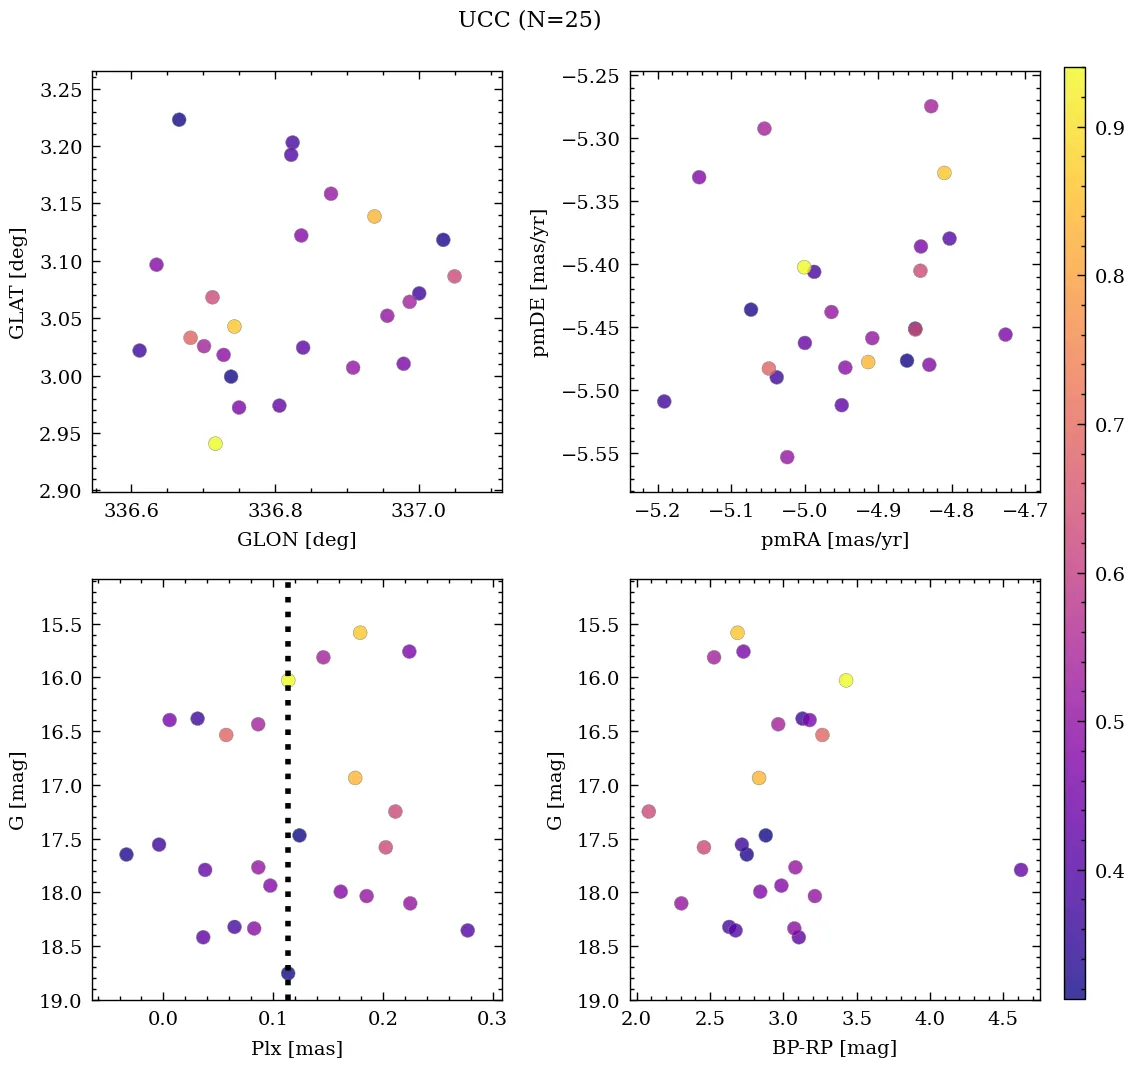 UCC (N=25)
3.25
3.20
3.15
3.10
3.05
3.00
2.95
2.90
GLAT [deg]
336.6 336.8 337.0
GLON [deg]
−5.25
−5.30
−5.35
−5.40
−5.45
−5.50
−5.55
pmDE [mas/yr]
−5.2 −5.1 −5.0 −4.9 −4.8 −4.7
pmRA [mas/yr]
15.5
16.0
16.5
17.0
17.5
18.0
18.5
19.0
G [mag]
0.0 0.1 0.2 0.3
Plx [mas]
15.5
16.0
16.5
17.0
17.5
18.0
18.5
19.0
G [mag]
2.0 2.5 3.0 3.5 4.0 4.5
BP-RP [mag]
0.9
0.8
0.7
0.6
0.5
0.4